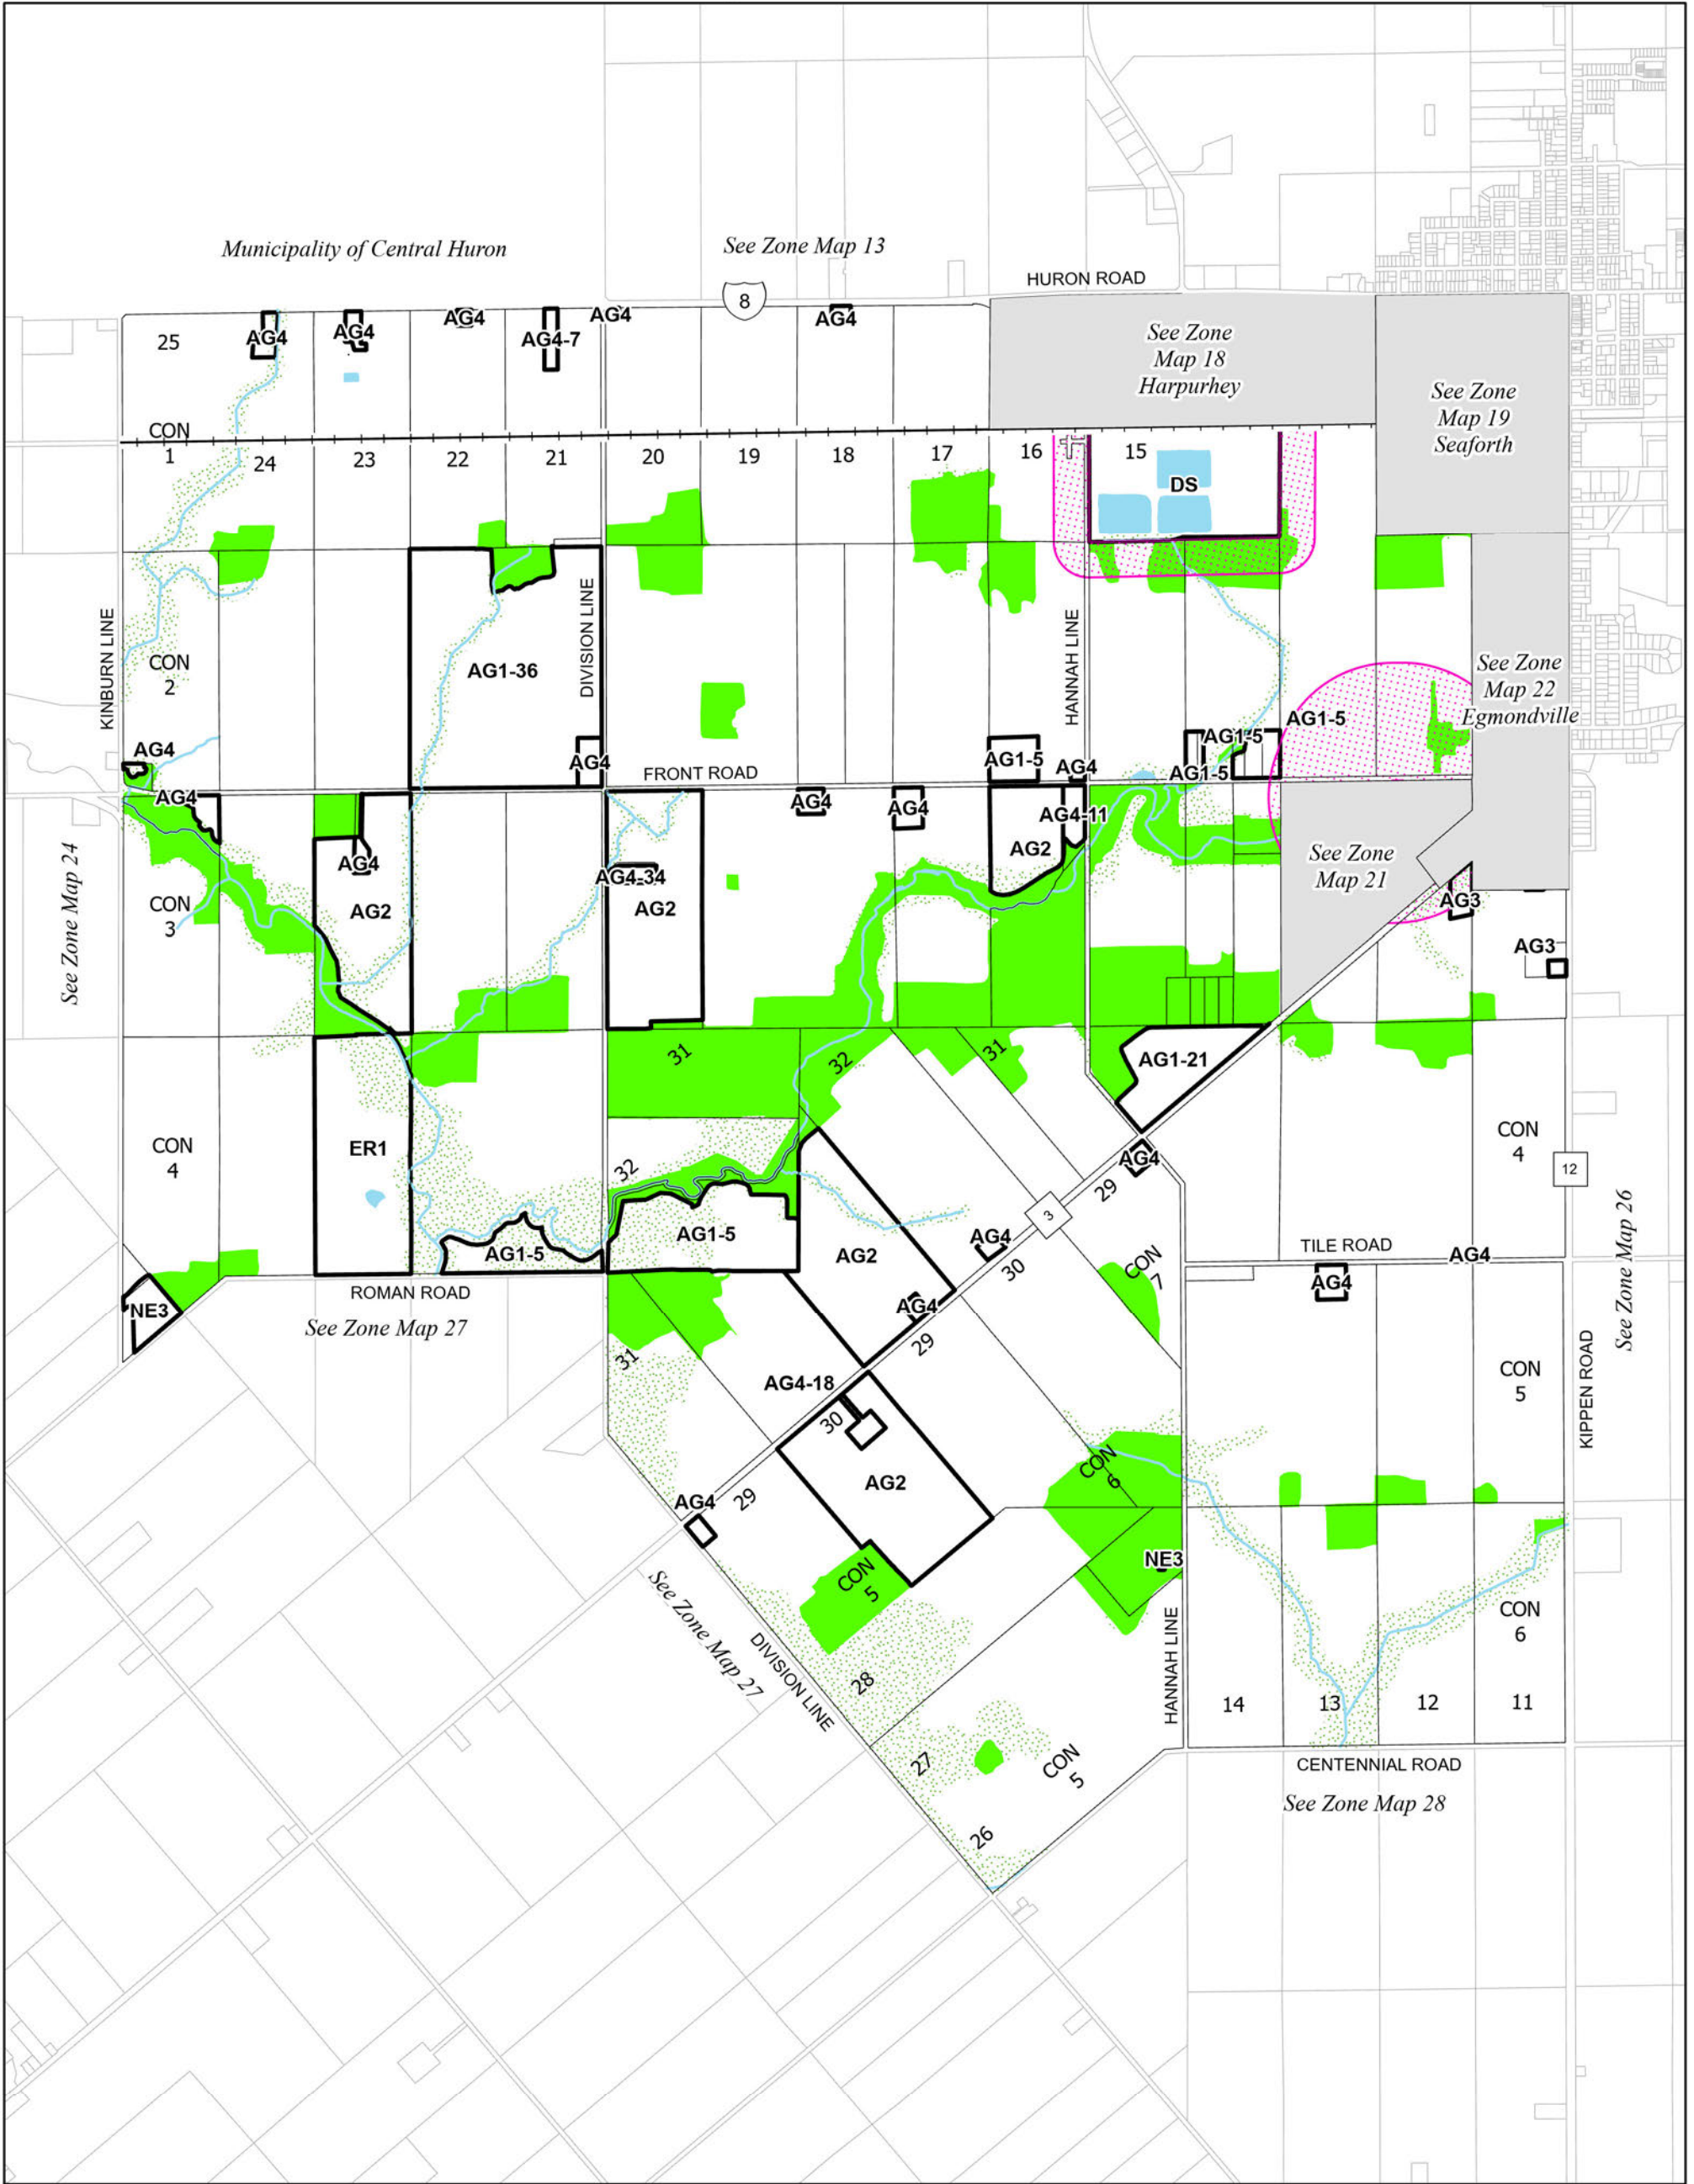 Municipality of Central Huron
See Zone Map 13
HURON ROAD
8
25
AG4
AG4
AG4
AG4-7
AG4
AG4
See Zone
Map 18
Harpurhey
See Zone
Map 19
Seaforth
CON
1
24
23
22
21
20
19
18
17
16
15
DS
KINBURN LINE
CON
2
AG1-36
DIVISION LINE
HANNAH LINE
See Zone
Map 22
Egmondville
AG1-5
AG1-5
AG4
AG4
FRONT ROAD
AG1-5
AG4
AG1-5
AG4
AG4
AG4
AG4-11
AG2
See Zone Map 24
CON
3
AG4
AG2
AG4-34
AG2
See Zone
Map 21
AG3
AG3
31
32
31
AG1-21
CON
4
ER1
32
AG4
29
CON
4
12
3
AG1-5
AG1-5
AG2
AG4
30
CON
7
TILE ROAD
AG4
See Zone Map 26
NE3
ROMAN ROAD
See Zone Map 27
AG4
29
AG4
31
AG4-18
30
CON
5
KIPPEN ROAD
AG2
CON
6
AG4
29
CON
5
NE3
See Zone Map 27
DIVISION LINE
28
HANNAH LINE
CON
6
14
13
12
11
27
CON
5
CENTENNIAL ROAD
See Zone Map 28
26